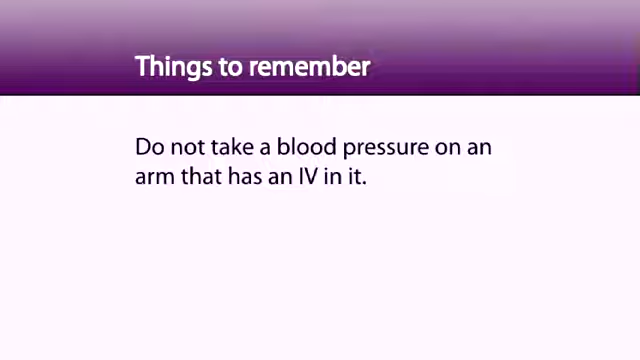 Things to remember
Do not take a blood pressure on an
arm that has an IV in it.